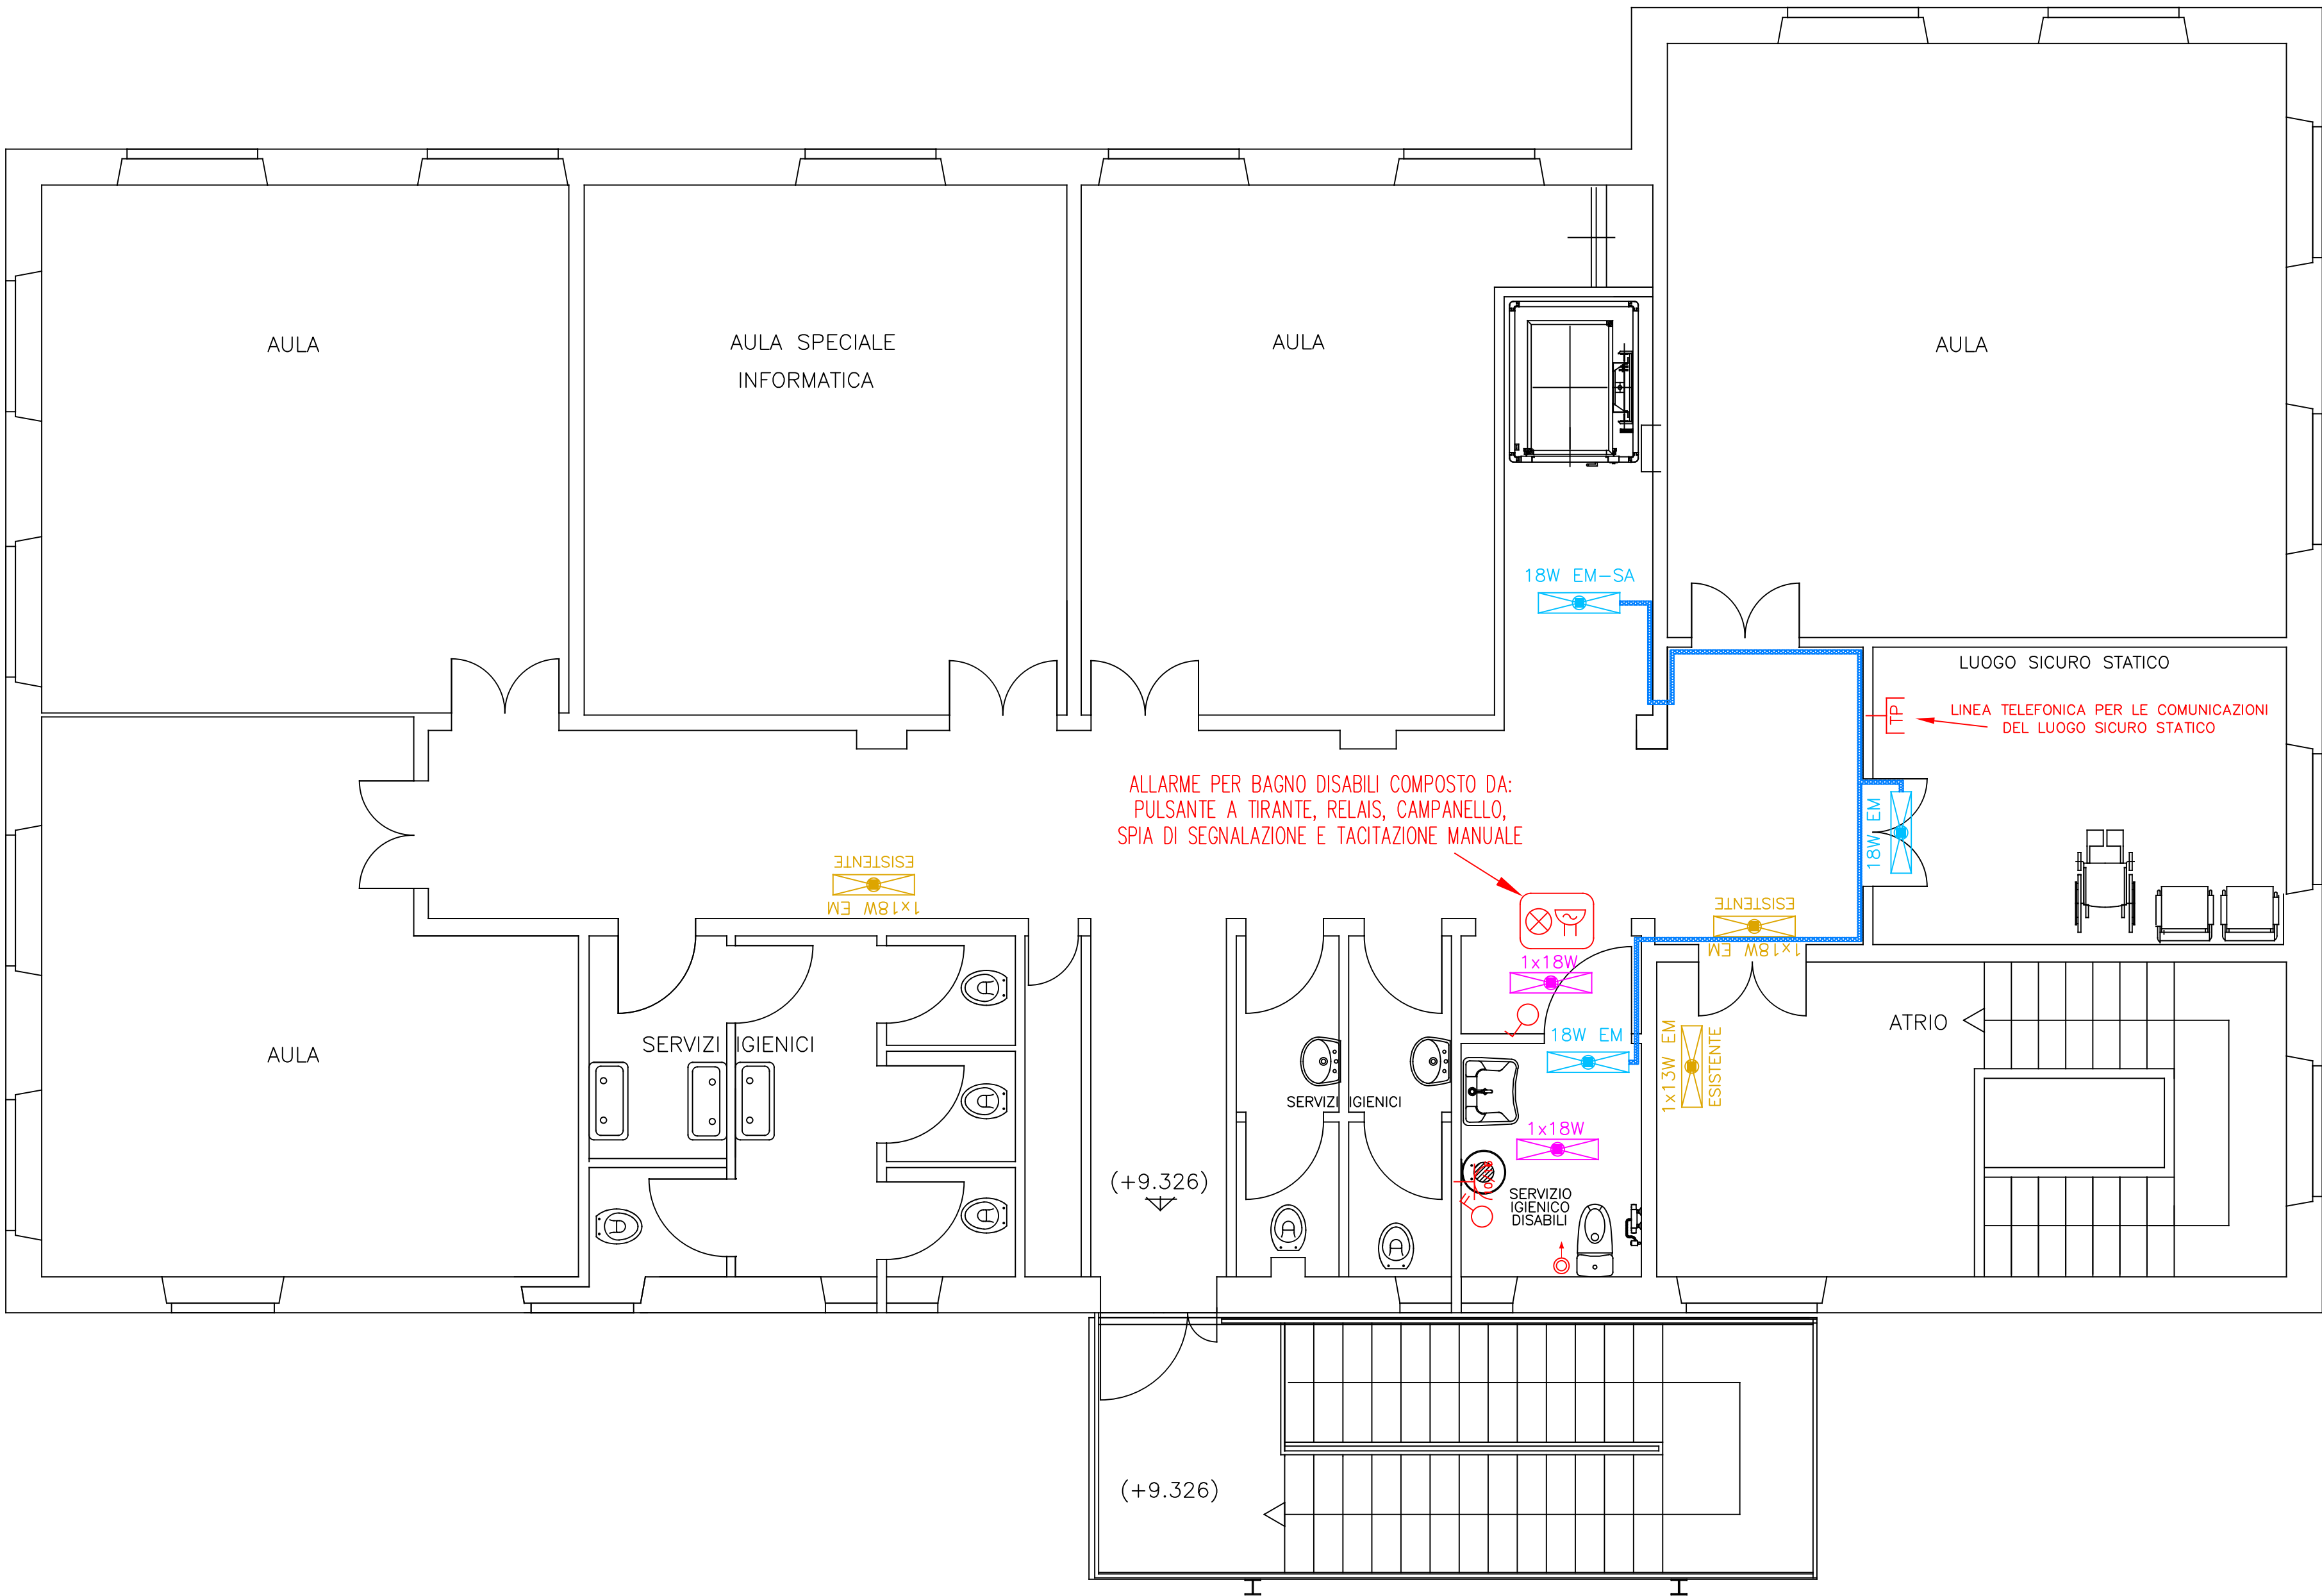 AULA
AULA SPECIALE
INFORMATICA
AULA
AULA
18W EM-SA
LUOGO SICURO STATICO
TP
LINEA TELEFONICA PER LE COMUNICAZIONI
DEL LUOGO SICURO STATICO
ALLARME PER BAGNO DISABILI COMPOSTO DA:
PULSANTE A TIRANTE, RELAIS, CAMPANELLO,
SPIA DI SEGNALAZIONE E TACITAZIONE MANUALE
18W EM
ESISTENTE
1x18W EM
ESISTENTE
1x18W EM
1x18W
18W EM
1x13W EM
ESISTENTE
ATRIO
AULA
SERVIZI IGIENICI
SERVIZI IGIENICI
1x18W
SERVIZIO
IGIENICO
DISABILI
(+9.326)
(+9.326)